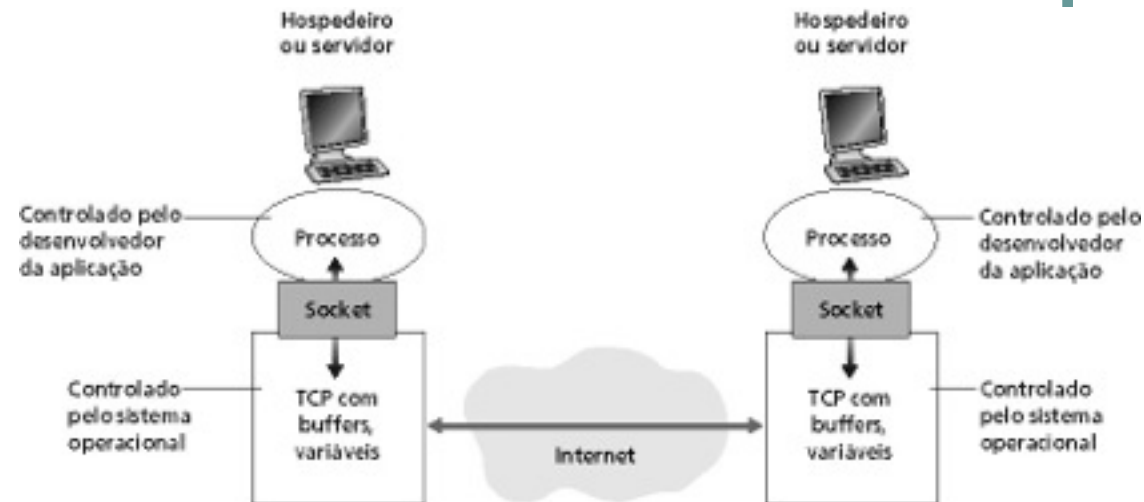 Hospedeiro
ou servidor
Hospedeiro
ou servidor
Controlado pelo
desenvolvedor
da aplicação
Processo
Processo
Controlado pelo
desenvolvedor
da aplicação
Socket
Socket
Controlado
pelo sistema
operacional
TCP com
buffers,
variáveis
Internet
TCP com
buffers,
variáveis
Controlado
pelo sistema
operacional